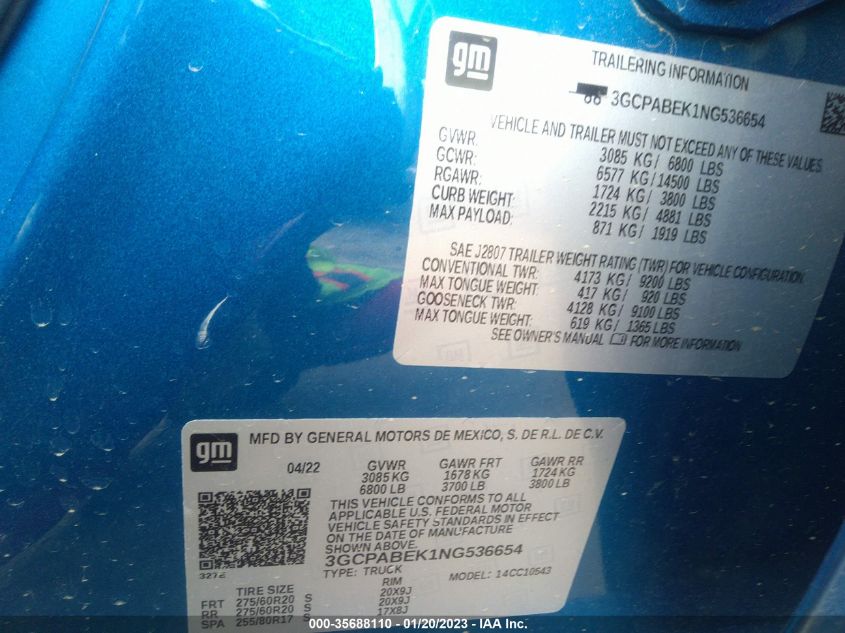 gm
TRAILERING INFORMATION
3GCPABEK1NG536654
VEHICLE AND TRAILER MUST NOT EXCEED ANY OF THESE VALUES
GVWR: 3085 KG/ 6800 LBS
GCWR: 6577 KG/14500 LBS
RGAWR: 1724 KG/ 3800 LBS
CURB WEIGHT: 2215 KG/ 4881 LBS
MAX PAYLOAD: 871 KG/ 1919 LBS
SAE J2807 TRAILER WEIGHT RATING (TWR) FOR VEHICLE CONFIGURATION
CONVENTIONAL TWR: 4173 KG/ 9200 LBS
MAX TONGUE WEIGHT: 417 KG/ 920 LBS
GOOSENECK TWR: 4128 KG/ 9100 LBS
MAX TONGUE WEIGHT: 619 KG/ 1365 LBS
SEE OWNER'S MANUAL FOR MORE INFORMATION
gm
MFD BY GENERAL MOTORS DE MEXICO, S. DE R.L. DE C.V.
04/22 GVWR GAWR FRT GAWR RR
3085 KG 1678 KG 1724 KG
6800 LB 3700 LB 3800 LB
THIS VEHICLE CONFORMS TO ALL
APPLICABLE U.S. FEDERAL MOTOR
VEHICLE SAFETY STANDARDS IN EFFECT
ON THE DATE OF MANUFACTURE
SHOWN ABOVE.
3GCPABEK1NG536654
TYPE: TRUCK MODEL: 14CC10543
TIRE SIZE RIM
FRT 275/60R20 S 20X9J
RR 275/60R20 S 20X9J
SPA 255/80R17 S 17X8J
000-35688110 - 01/20/2023 - IAA Inc.